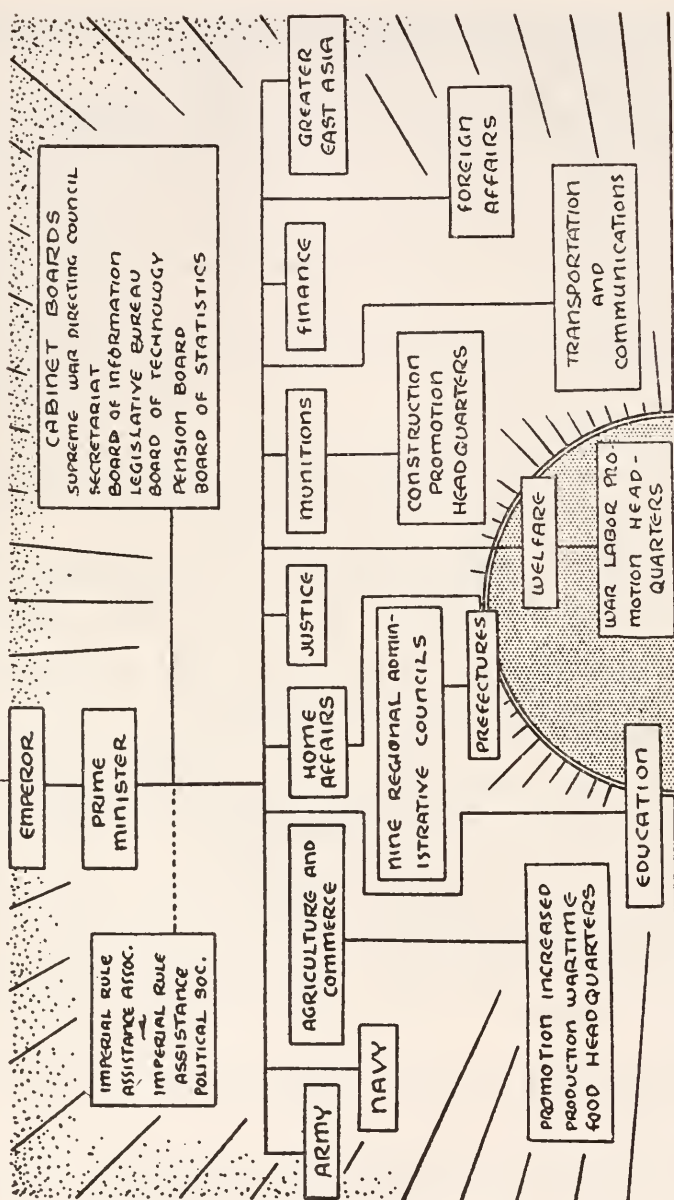 EMPEROR
PRIME
MINISTER
IMPERIAL RULE
ASSISTANCE ASSOC.
IMPERIAL RULE
ASSISTANCE
POLITICAL SOC.
CABINET BOARDS
SUPREME WAR DIRECTING COUNCIL
SECRETARIAT
BOARD OF INFORMATION
LEGISLATIVE BUREAU
BOARD OF TECHNOLOGY
PENSION BOARD
BOARD OF STATISTICS
ARMY
NAVY
AGRICULTURE AND
COMMERCE
HOME
AFFAIRS
JUSTICE
MUNITIONS
FINANCE
GREATER
EAST ASIA
NINE REGIONAL ADMIN-
ISTRATIVE COUNCILS
CONSTRUCTION
PROMOTION
HEADQUARTERS
FOREIGN
AFFAIRS
PREFECTURES
PROMOTION INCREASED
PRODUCTION WARTIME
FOOD HEADQUARTERS
WELFARE
TRANSPORTATION
AND
COMMUNICATIONS
EDUCATION
WAR LABOR PRO-
MOTION HEAD-
QUARTERS